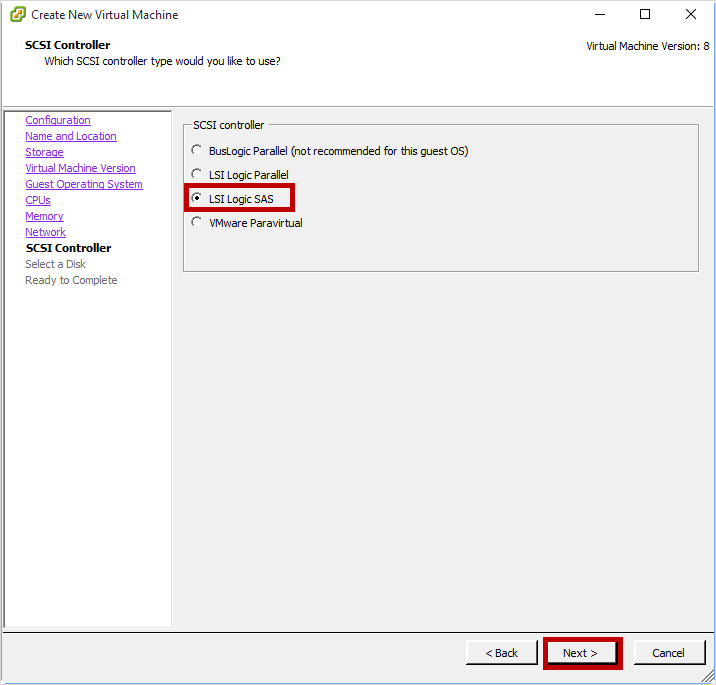 Create New Virtual Machine
SCSI Controller
Which SCSI controller type would you like to use?
Virtual Machine Version: 8
Configuration
Name and Location
Storage
Virtual Machine Version
Guest Operating System
CPUs
Memory
Network
SCSI Controller
Select a Disk
Ready to Complete
SCSI controller
BusLogic Parallel (not recommended for this guest OS)
LSI Logic Parallel
LSI Logic SAS
VMware Paravirtual
< Back
Next >
Cancel